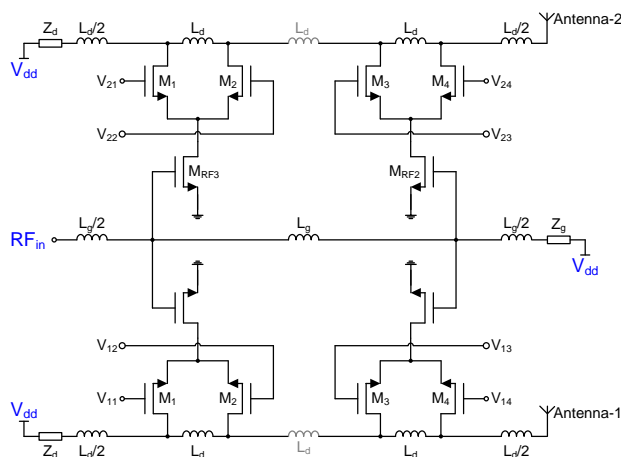 Z_d L_d/2 L_d L_d L_d L_d/2 Antenna-2
V_dd
V_21 M_1 M_2 M_3 M_4 V_24
V_22 V_23
M_RF3 M_RF2
L_g/2 L_g L_g/2 Z_g
RF_in
V_dd
V_12 V_13
V_11 M_1 M_2 M_3 M_4 V_14
V_dd Antenna-1
Z_d L_d/2 L_d L_d L_d L_d/2